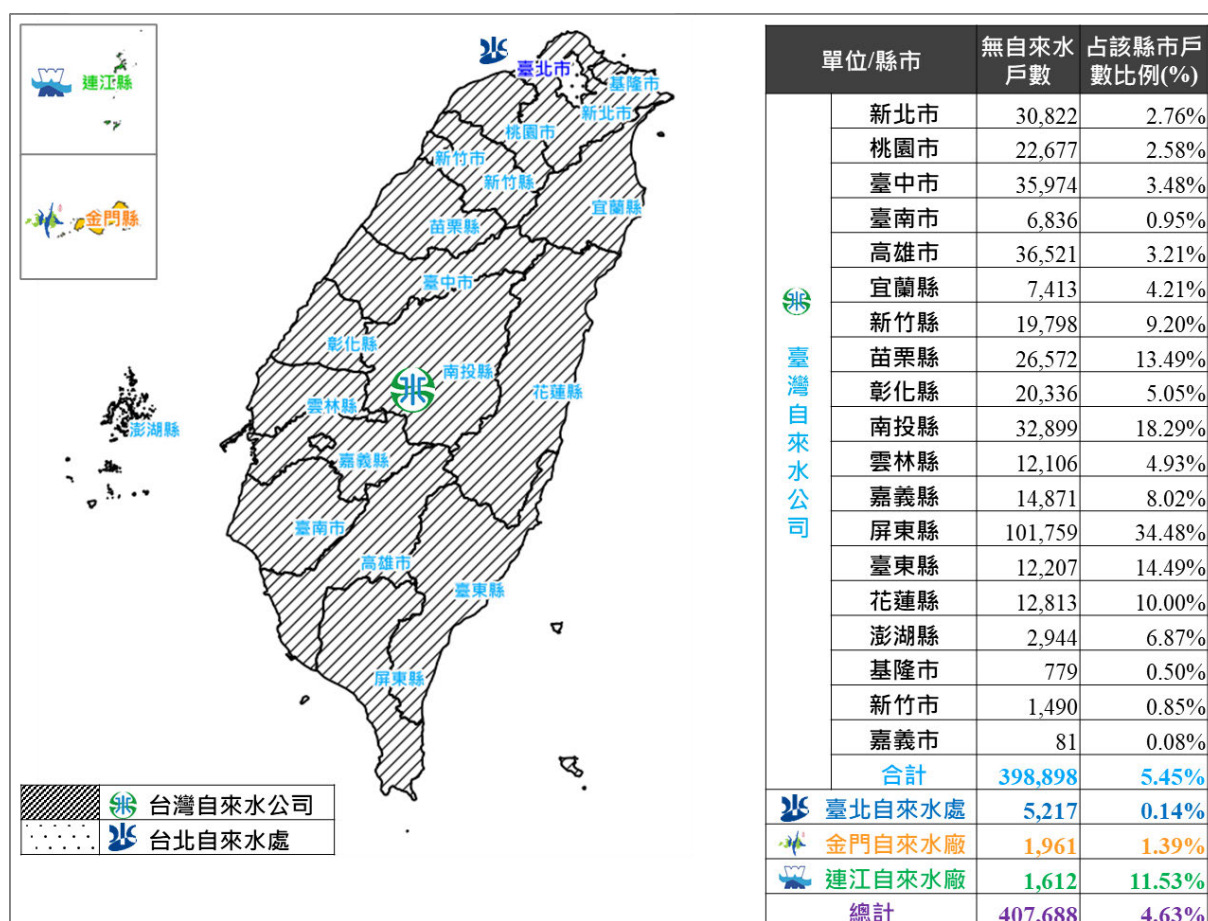 連江縣
金門縣
臺北市
基隆市
新北市
桃園市
新竹市
新竹縣
宜蘭縣
苗栗縣
臺中市
彰化縣
南投縣
花蓮縣
雲林縣
澎湖縣
嘉義縣
臺南市
高雄市
臺東縣
屏東縣
台灣自來水公司
台北自來水處
單位/縣市 無自來水戶數 占該縣市戶數比例(%)
臺灣自來水公司
新北市 30,822 2.76%
桃園市 22,677 2.58%
臺中市 35,974 3.48%
臺南市 6,836 0.95%
高雄市 36,521 3.21%
宜蘭縣 7,413 4.21%
新竹縣 19,798 9.20%
苗栗縣 26,572 13.49%
彰化縣 20,336 5.05%
南投縣 32,899 18.29%
雲林縣 12,106 4.93%
嘉義縣 14,871 8.02%
屏東縣 101,759 34.48%
臺東縣 12,207 14.49%
花蓮縣 12,813 10.00%
澎湖縣 2,944 6.87%
基隆市 779 0.50%
新竹市 1,490 0.85%
嘉義市 81 0.08%
合計 398,898 5.45%
臺北自來水處 5,217 0.14%
金門自來水廠 1,961 1.39%
連江自來水廠 1,612 11.53%
總計 407,688 4.63%